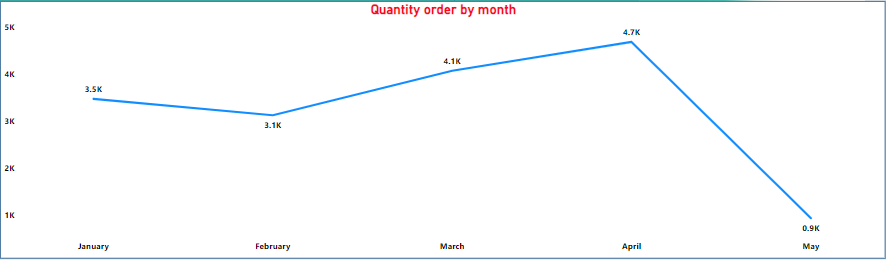 Quantity order by month
5K
4.7K
4.1K
4K
3.5K
3K
3.1K
2K
1K
0.9K
January February March April May